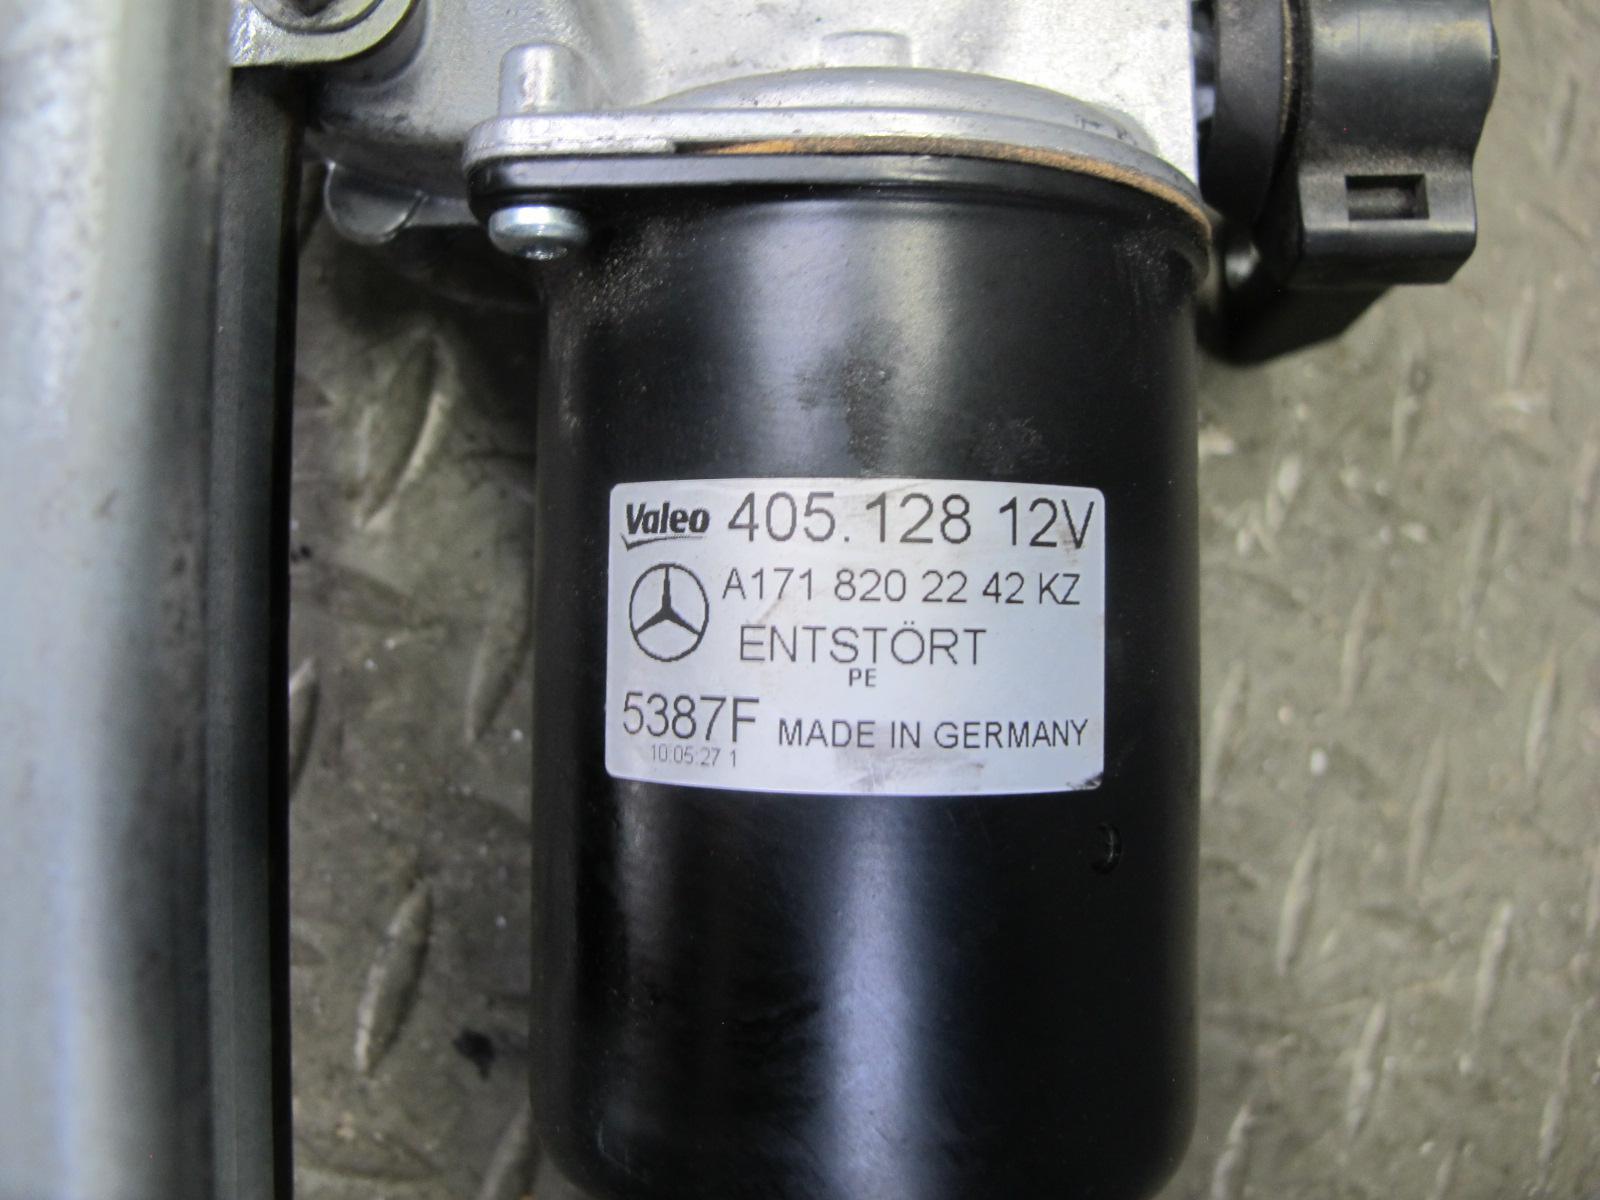 Valeo 405.128 12V
A171 820 22 42 KZ
ENTSTÖRT
PE
5387F MADE IN GERMANY
10:05:27 1